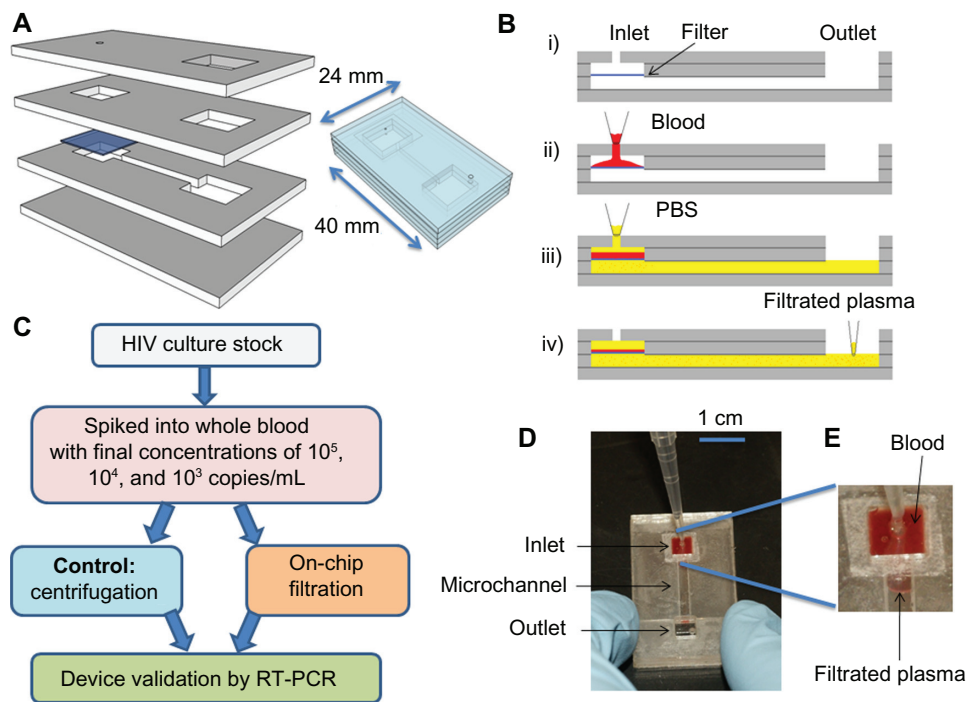 A
24 mm
40 mm
B
Inlet
Filter
Outlet
i)
Blood
ii)
PBS
iii)
Filtrated plasma
iv)
C
HIV culture stock
Spiked into whole blood
with final concentrations of 10⁵,
10⁴, and 10³ copies/mL
Control:
centrifugation
On-chip
filtration
Device validation by RT-PCR
D
1 cm
Inlet
Microchannel
Outlet
E
Blood
Filtrated plasma